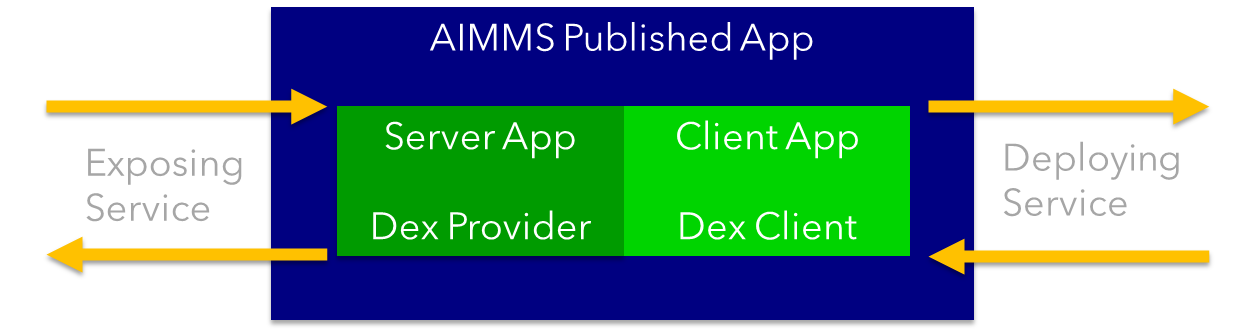 AIMMS Published App
Server App
Client App
Exposing
Service
Deploying
Service
Dex Provider
Dex Client